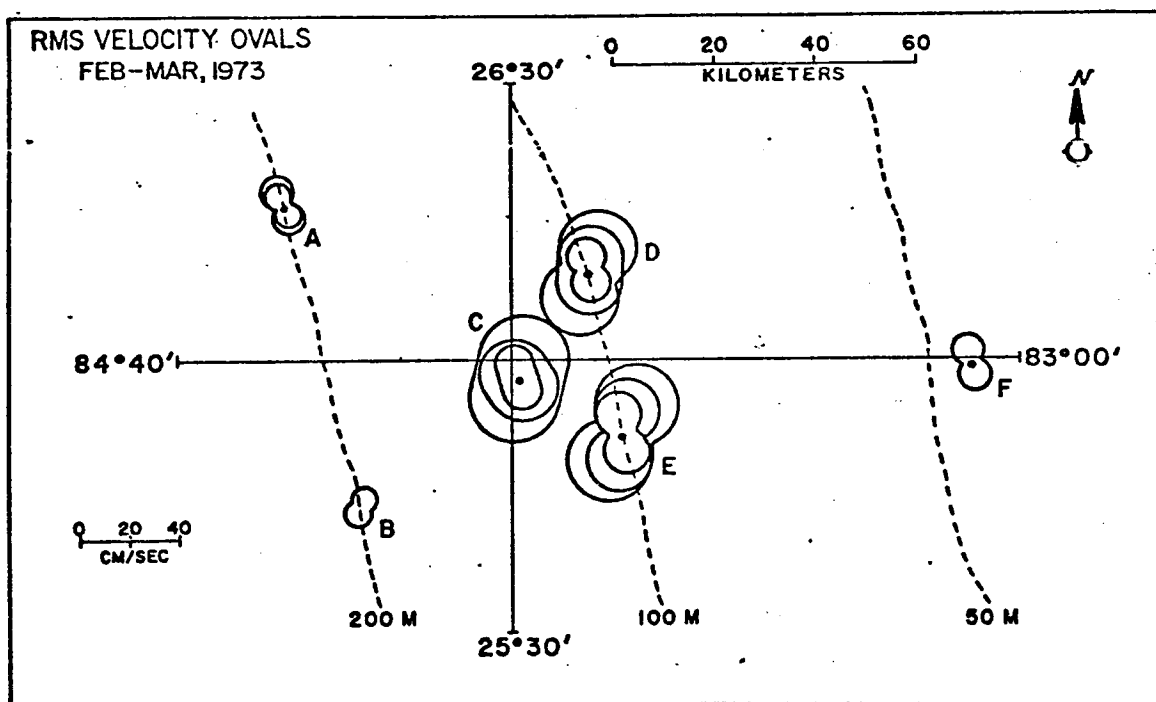 RMS VELOCITY OVALS
FEB-MAR, 1973
0 20 40 60
KILOMETERS
26°30'
N
A
D
C
84°40'
83°00'
F
E
B
0 20 40
CM/SEC
200 M
100 M
50 M
25°30'